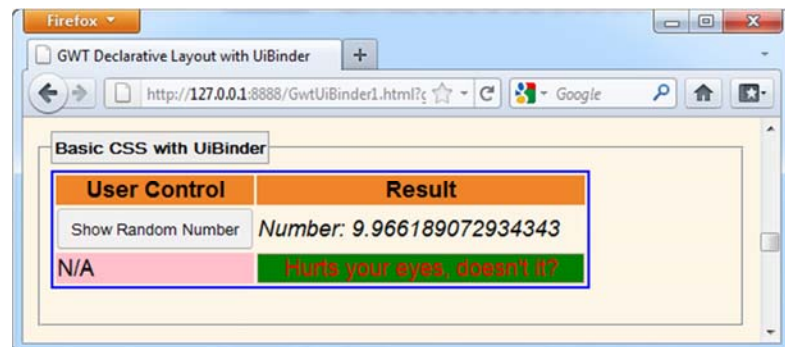 Firefox
GWT Declarative Layout with UiBinder
http://127.0.0.1:8888/GwtUiBinder1.html?g
Google
Basic CSS with UiBinder
User Control Result
Show Random Number Number: 9.966189072934343
N/A Hurts your eyes, doesn't it?